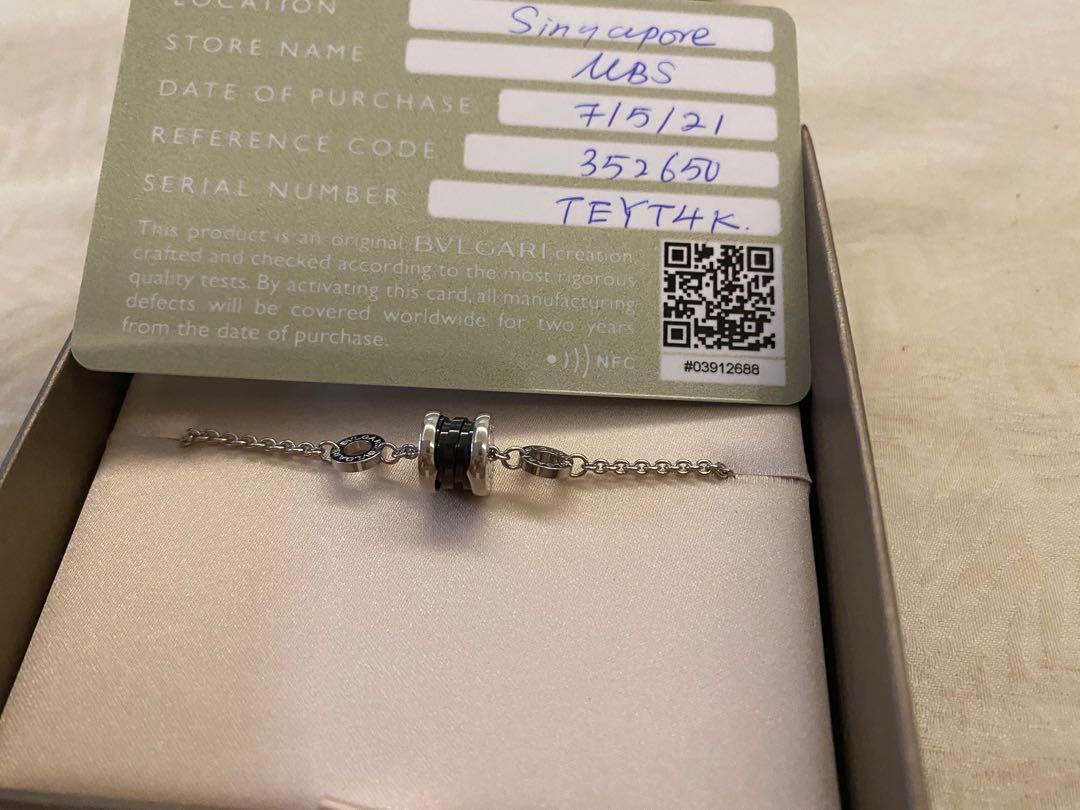 LOCATION Singapore
STORE NAME MBS
DATE OF PURCHASE 7/5/21
REFERENCE CODE 352650
SERIAL NUMBER TEYT4K.
This product is an original BVLGARI creation,
crafted and checked according to the most rigorous
quality tests. By activating this card, all manufacturing
defects will be covered worldwide for two years
from the date of purchase.
NFC
#03912688
BVLGARI BVLGARI